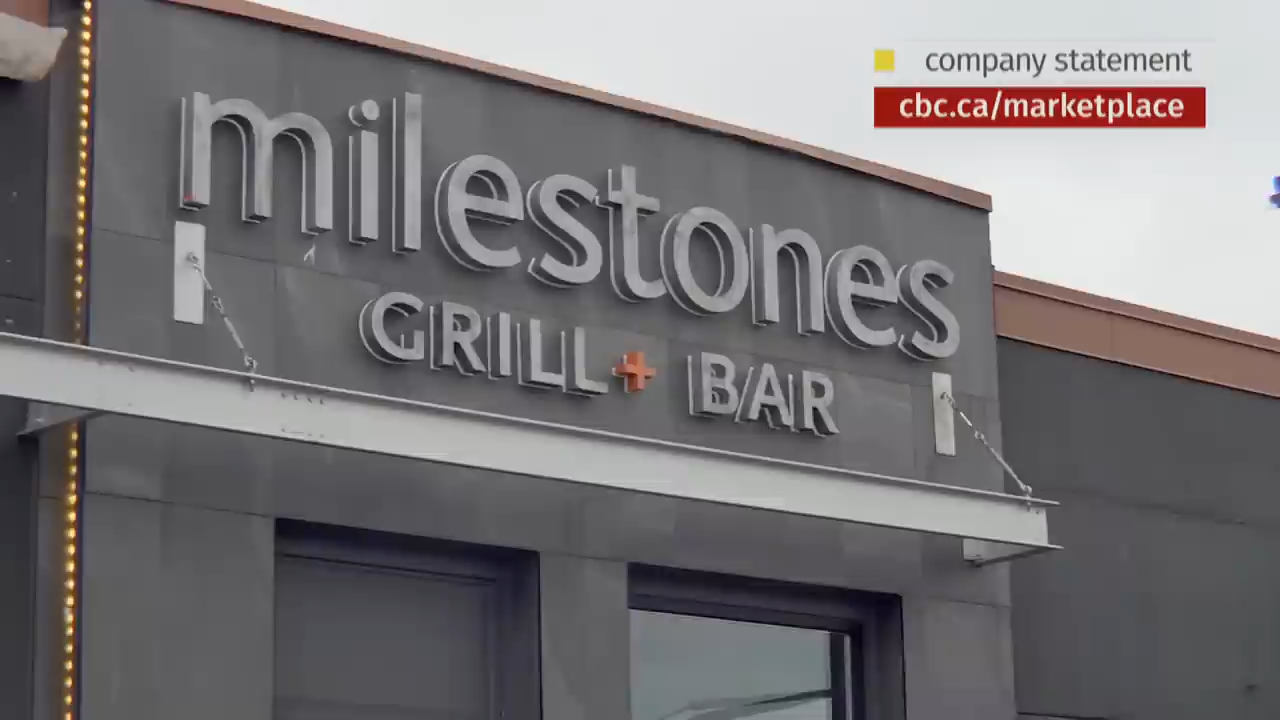 company statement
cbc.ca/marketplace
milestones
GRILL + BAR